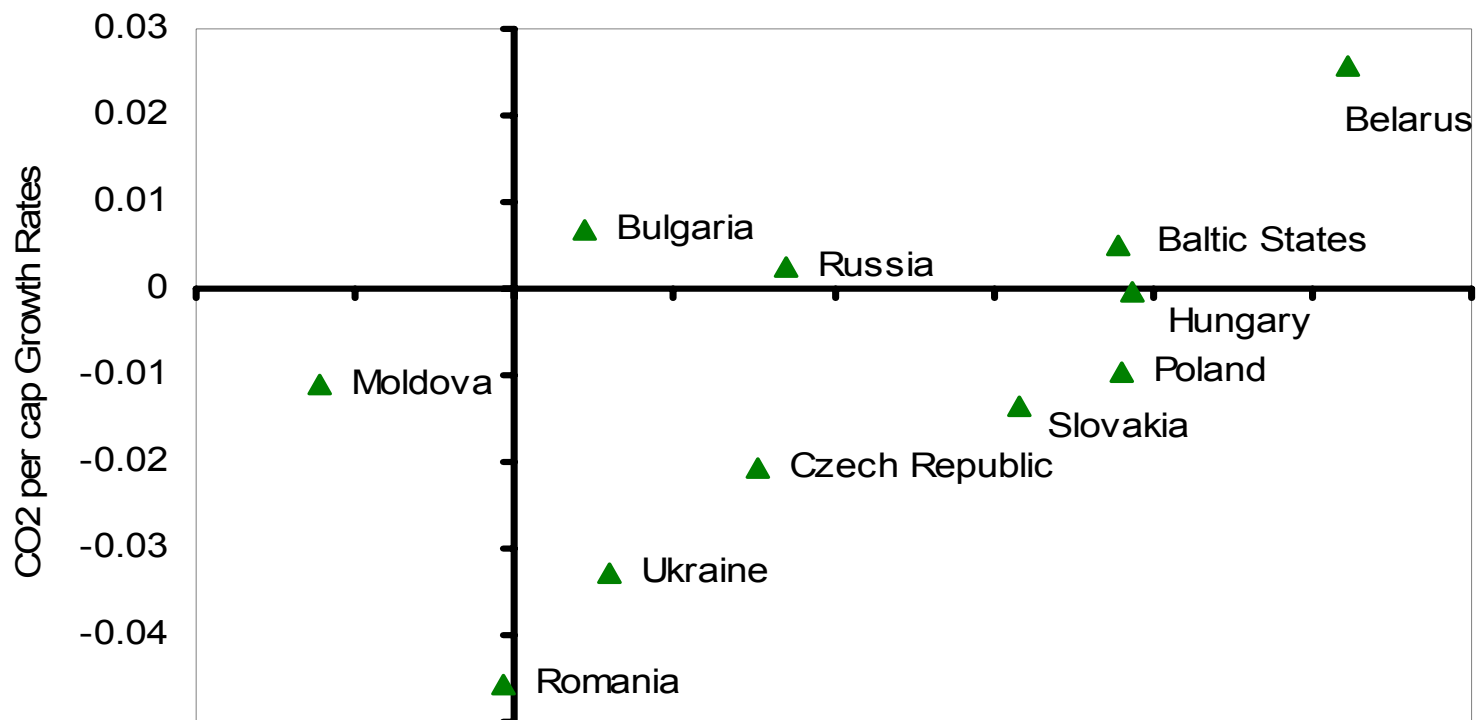 0.03
0.02
Belarus
0.01
Bulgaria
Baltic States
Russia
0
Hungary
-0.01
Moldova
Poland
Slovakia
-0.02
Czech Republic
-0.03
Ukraine
-0.04
Romania
CO2 per cap Growth Rates